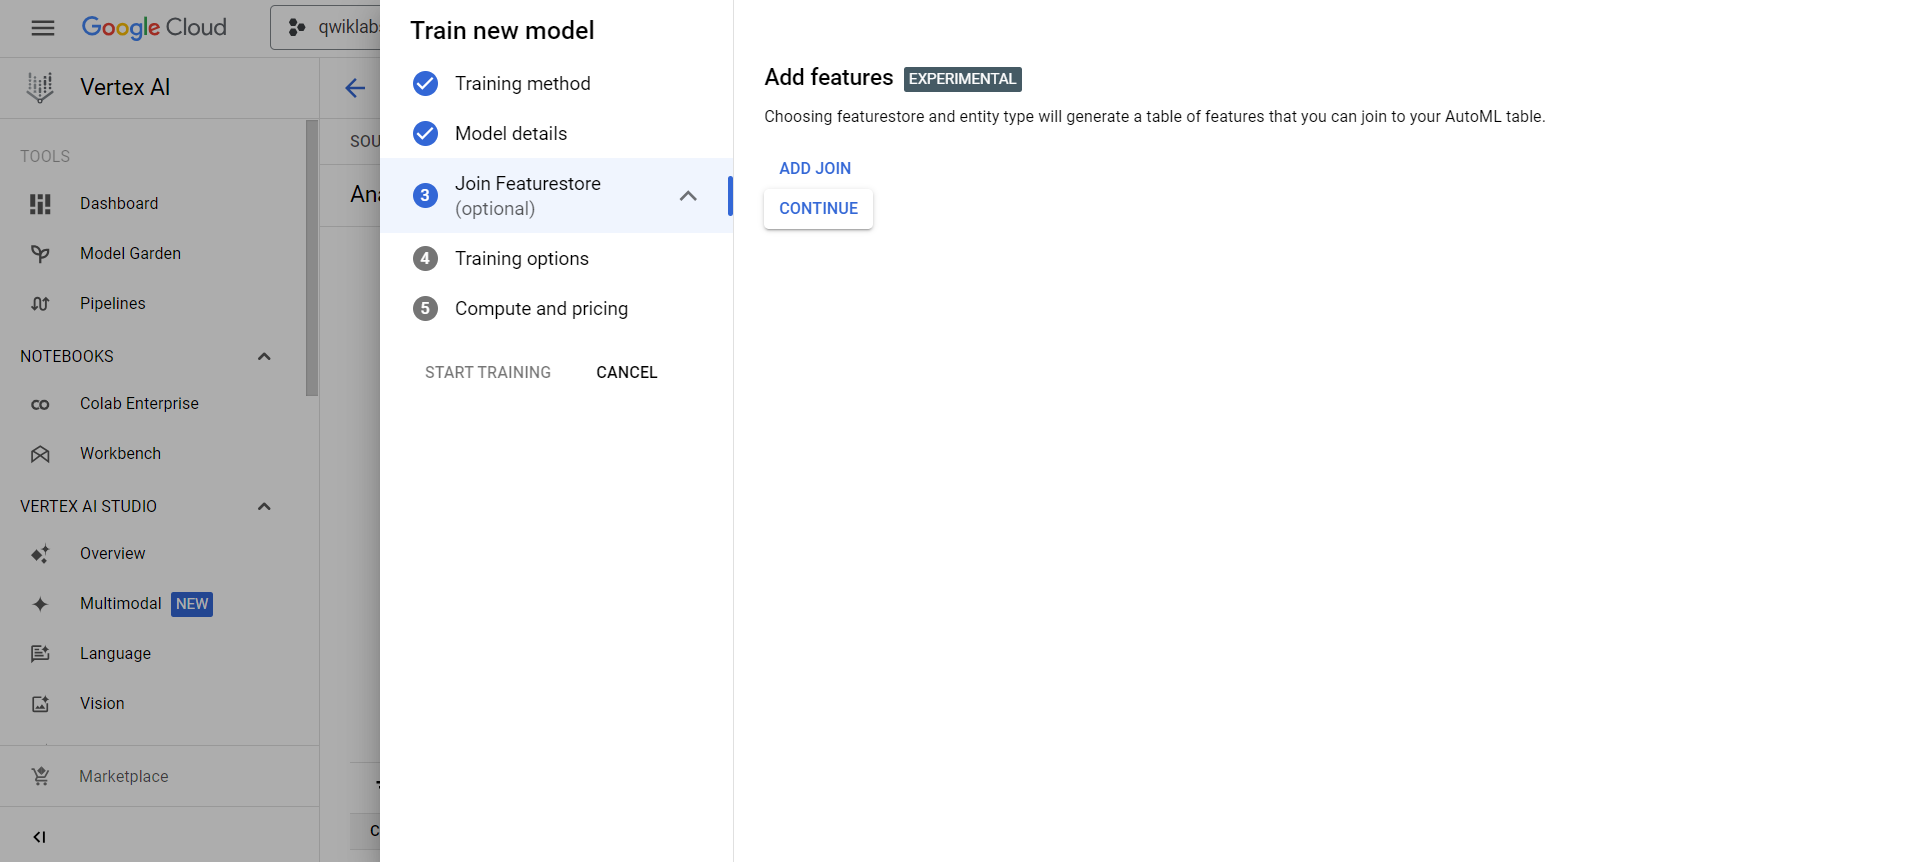 Google Cloud
qwiklab
Vertex AI
TOOLS
Dashboard
Model Garden
Pipelines
NOTEBOOKS
Colab Enterprise
Workbench
VERTEX AI STUDIO
Overview
Multimodal NEW
Language
Vision
Marketplace
SOU
Ana
C
Train new model
Training method
Model details
3 Join Featurestore
(optional)
4 Training options
5 Compute and pricing
START TRAINING CANCEL
Add features EXPERIMENTAL
Choosing featurestore and entity type will generate a table of features that you can join to your AutoML table.
ADD JOIN
CONTINUE